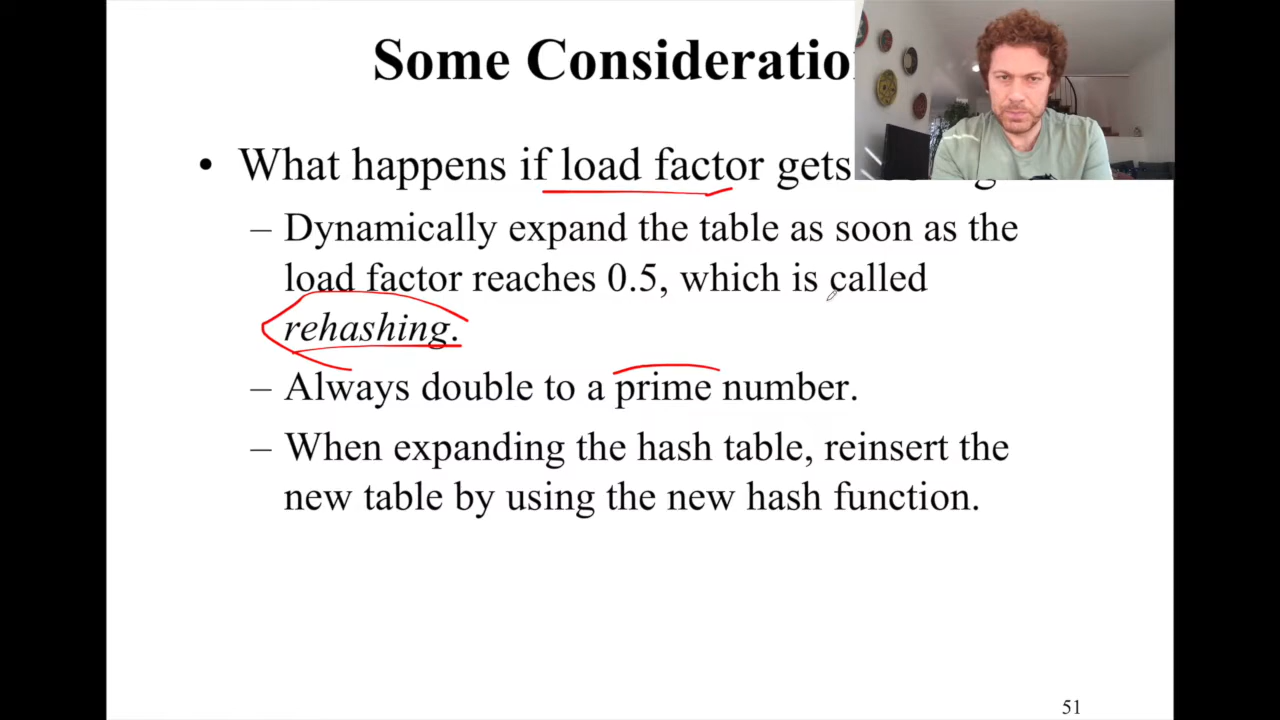 Some Consideratio
• What happens if load factor gets
– Dynamically expand the table as soon as the
load factor reaches 0.5, which is called
rehashing.
– Always double to a prime number.
– When expanding the hash table, reinsert the
new table by using the new hash function.
51